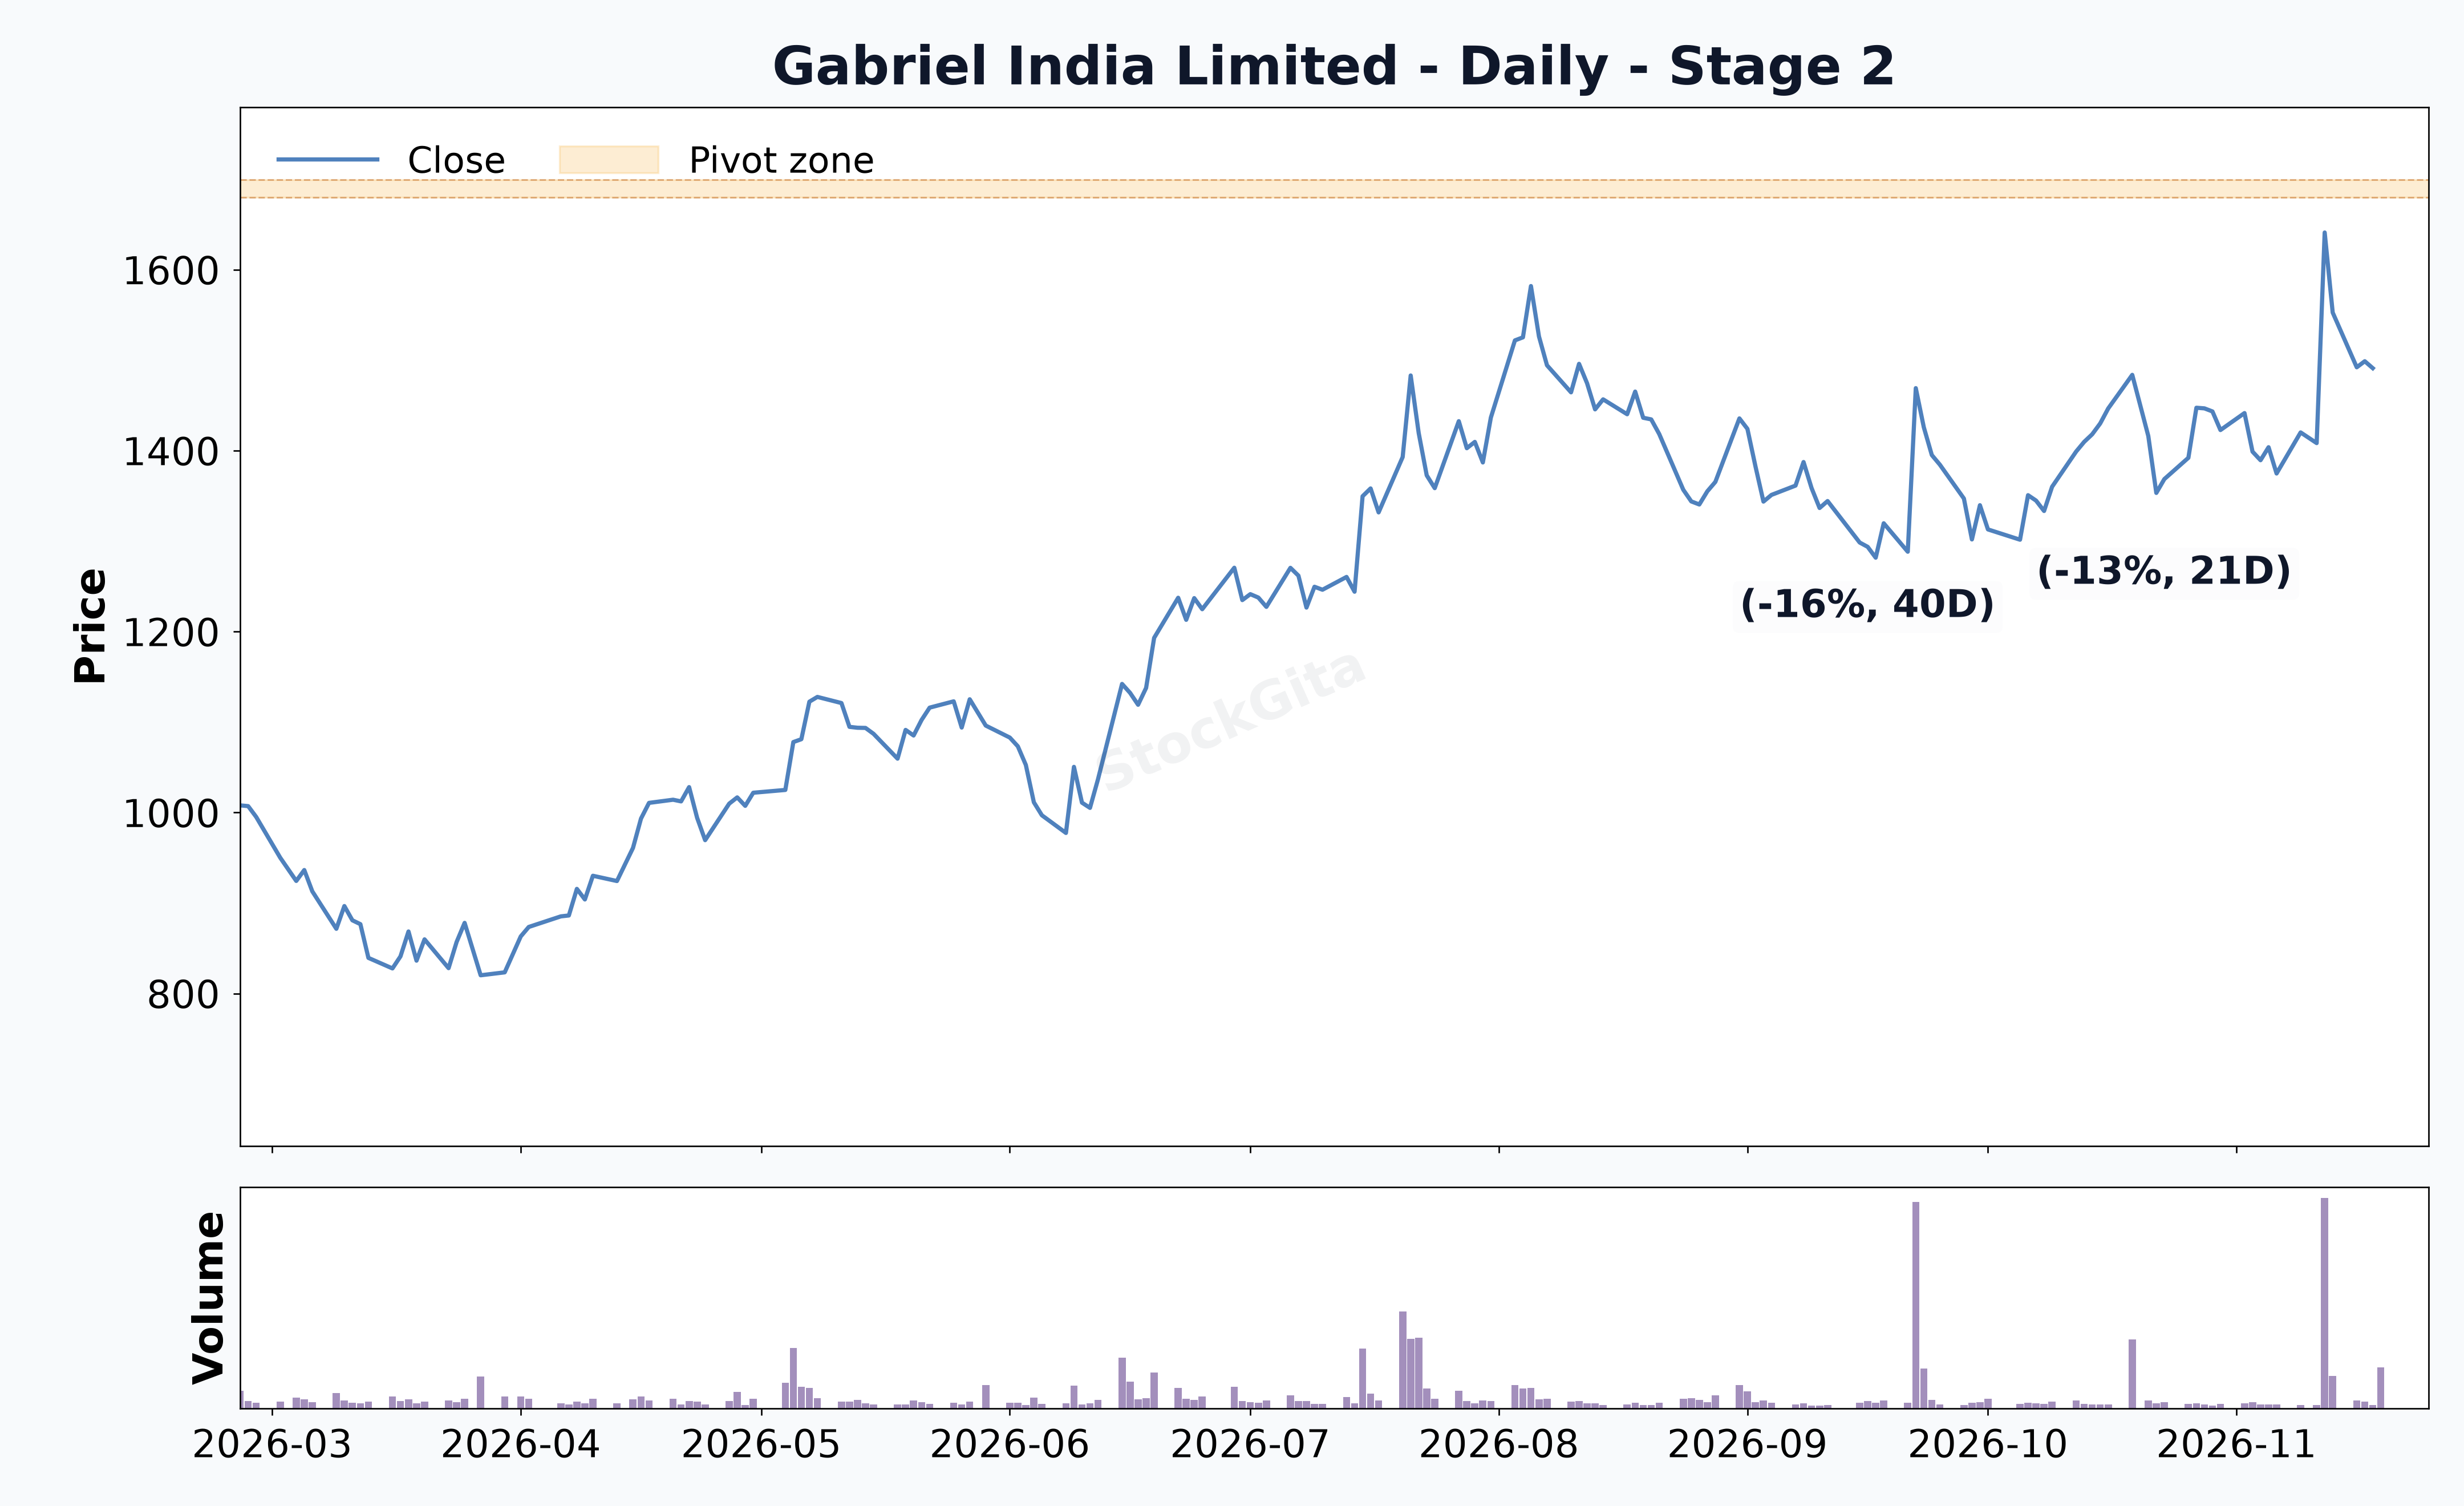 Gabriel India Limited - Daily - Stage 2
Close
Pivot zone
Price
1600
1400
1200
1000
800
(-16%, 40D)
(-13%, 21D)
StockGita
Volume
2026-03
2026-04
2026-05
2026-06
2026-07
2026-08
2026-09
2026-10
2026-11